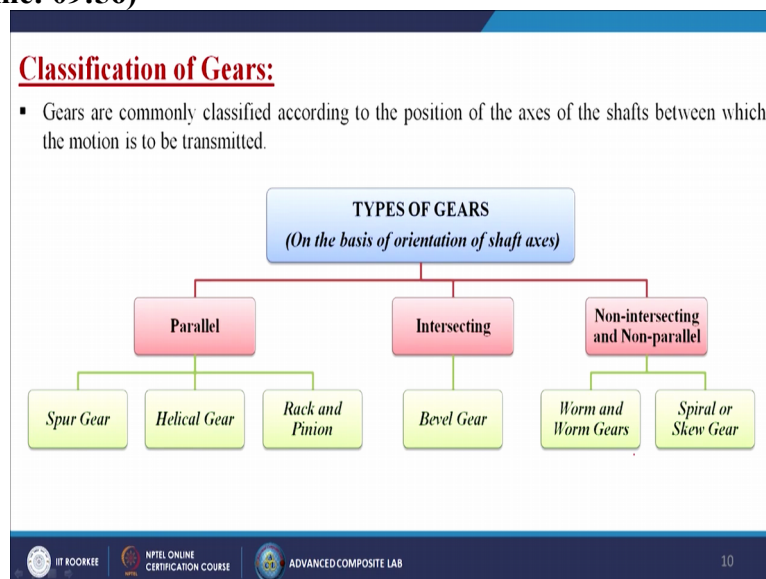 Classification of Gears:
▪ Gears are commonly classified according to the position of the axes of the shafts between which
the motion is to be transmitted.
TYPES OF GEARS
(On the basis of orientation of shaft axes)
Parallel
Intersecting
Non-intersecting
and Non-parallel
Spur Gear
Helical Gear
Rack and
Pinion
Bevel Gear
Worm and
Worm Gears
Spiral or
Skew Gear
IIT ROORKEE
NPTEL ONLINE
CERTIFICATION COURSE
ADVANCED COMPOSITE LAB
10